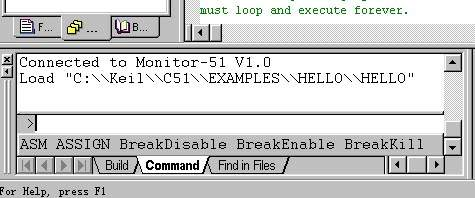 must loop and execute forever.
F...
...
B...
Connected to Monitor-51 V1.0
Load "C:\\Keil\\C51\\EXAMPLES\\HELLO\\HELLO"
>
ASM ASSIGN BreakDisable BreakEnable BreakKill
Build Command Find in Files
For Help, press F1